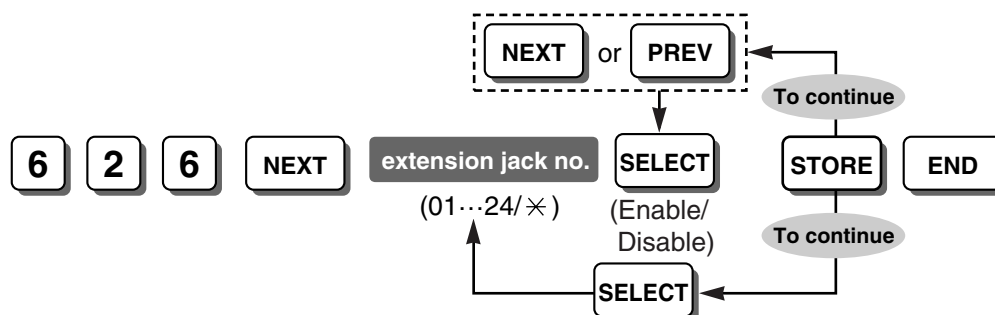 NEXT or PREV
To continue
6 2 6 NEXT extension jack no. SELECT STORE END
(01···24/✳)
(Enable/
Disable)
To continue
SELECT